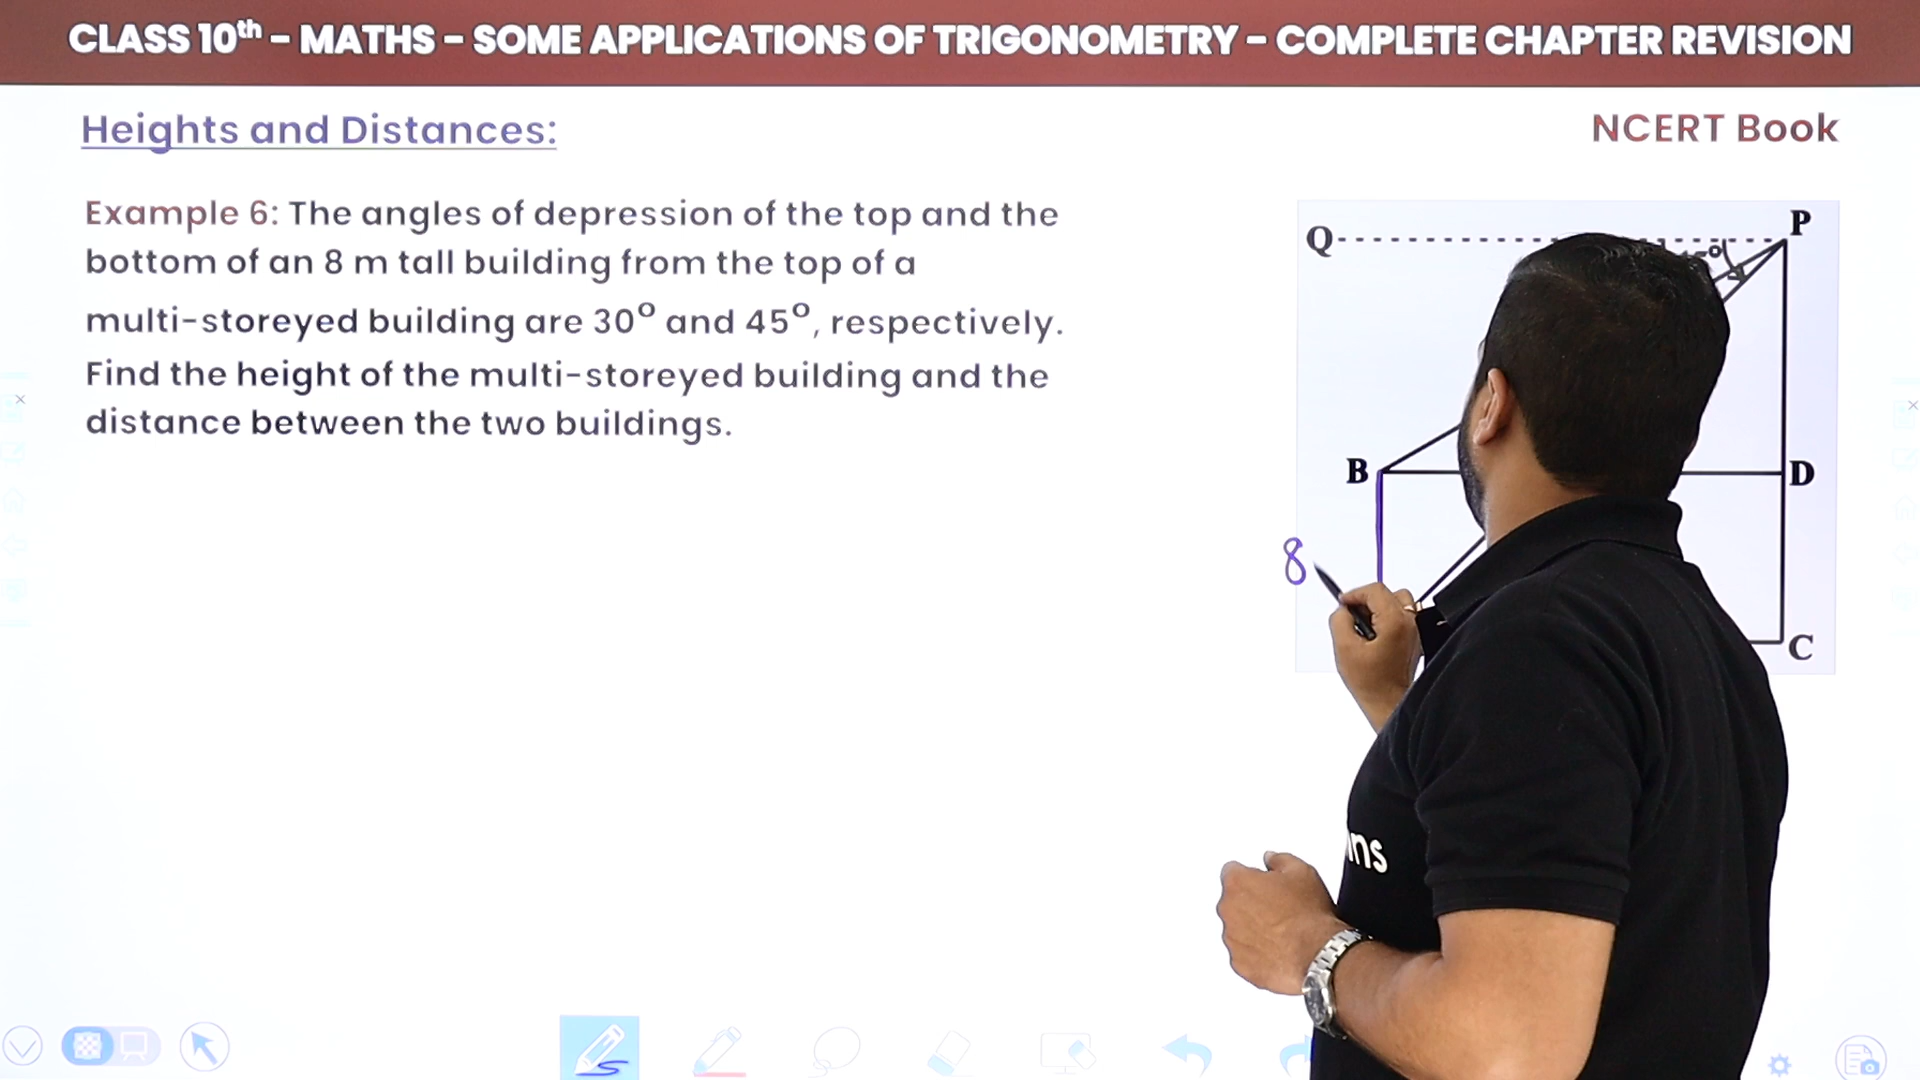 CLASS 10th - MATHS - SOME APPLICATIONS OF TRIGONOMETRY - COMPLETE CHAPTER REVISION
Heights and Distances:
NCERT Book
Example 6: The angles of depression of the top and the
bottom of an 8 m tall building from the top of a
multi-storeyed building are 30° and 45°, respectively.
Find the height of the multi-storeyed building and the
distance between the two buildings.
Q
P
B
D
8
C